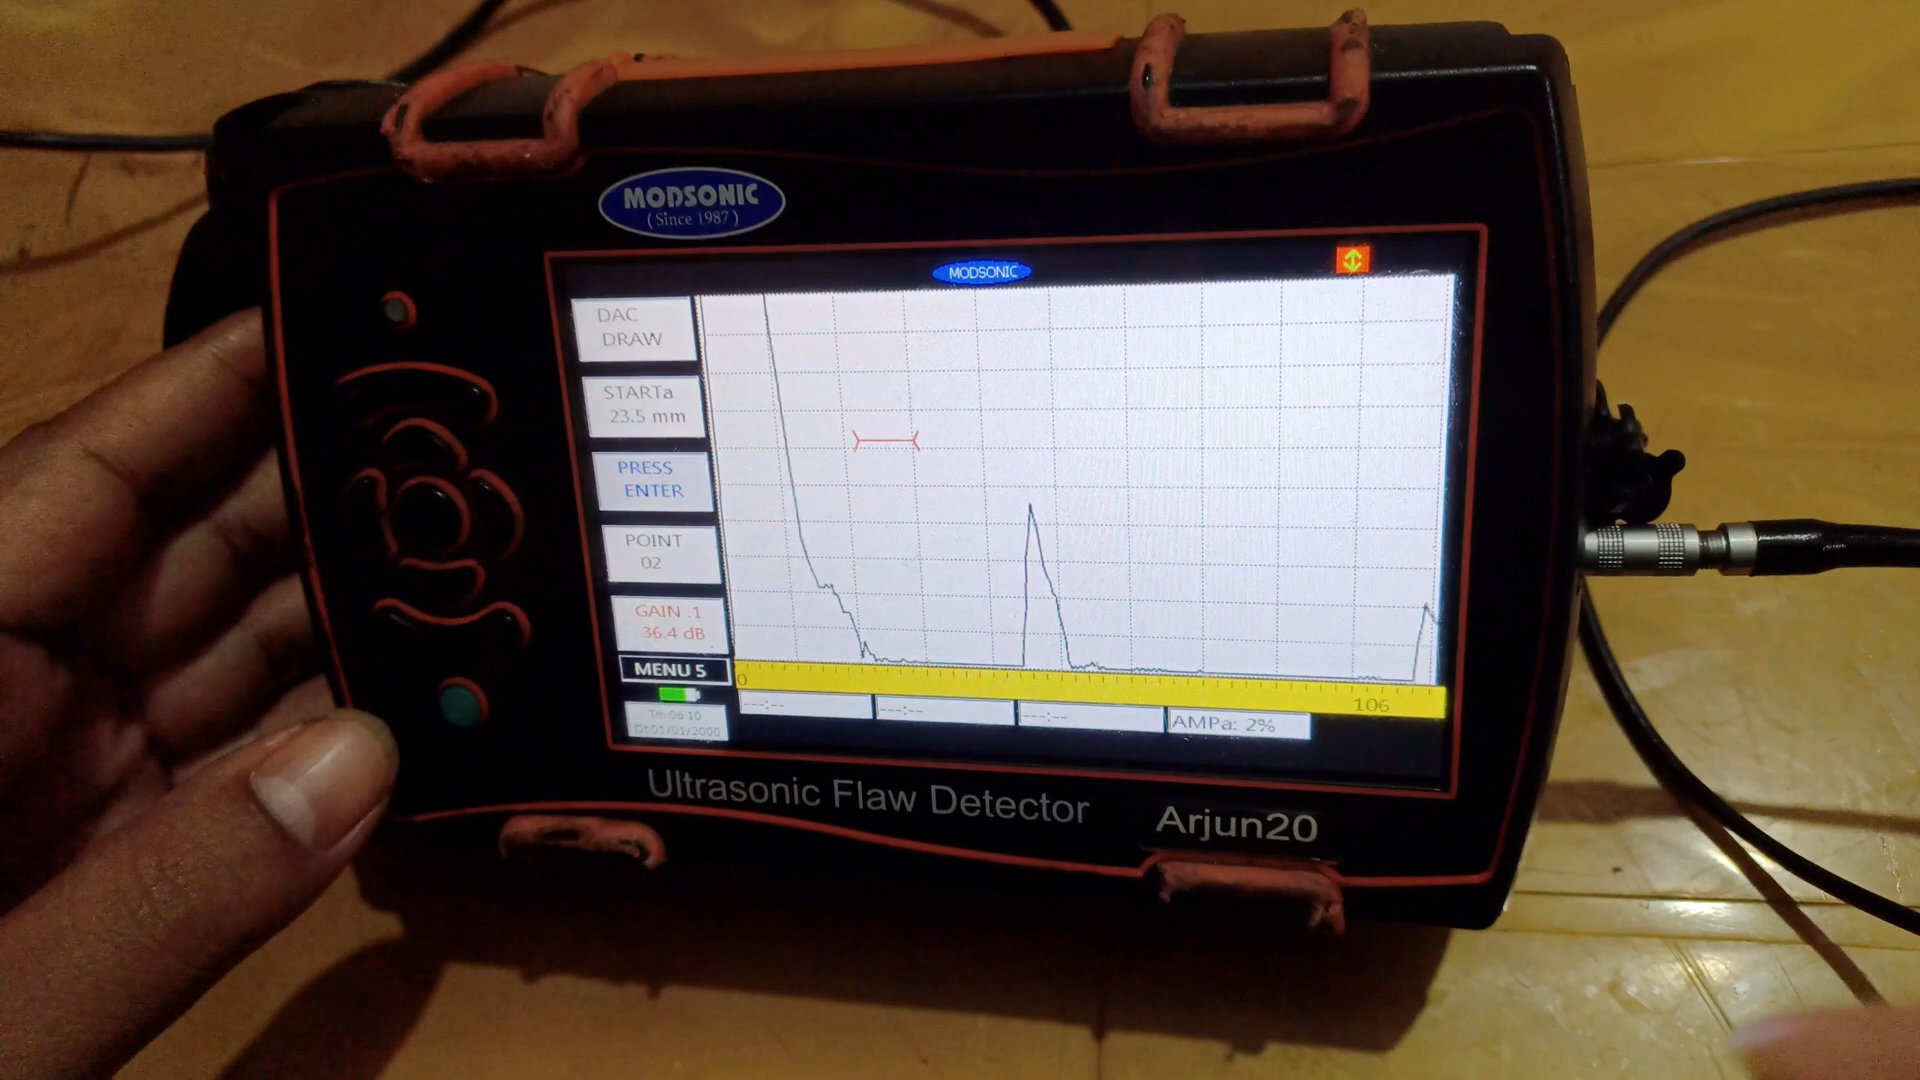 MODSONIC
( Since 1987 )
MODSONIC
DAC
DRAW
STARTa
23.5 mm
PRESS
ENTER
POINT
02
GAIN .1
36.4 dB
MENU 5
Tm:06 10
Dt:01/01/2000
0
106
---:--
---:--
---:--
AMPa: 2%
Ultrasonic Flaw Detector
Arjun20